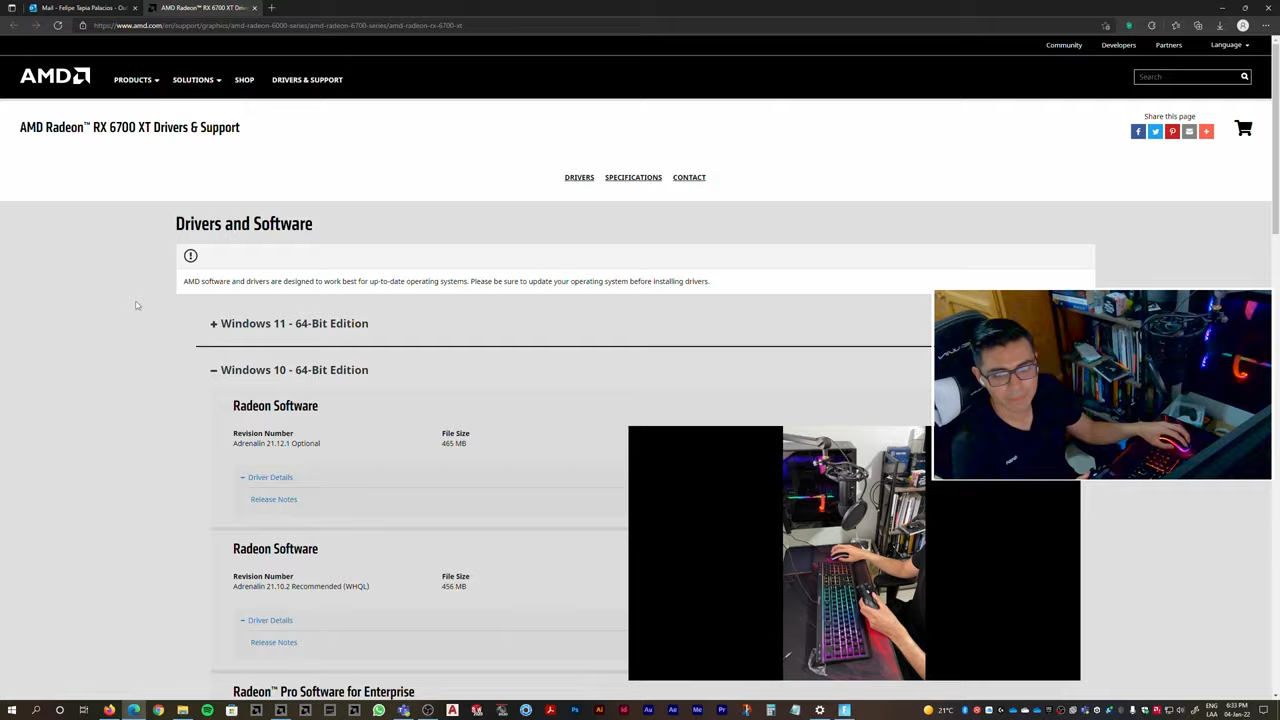 Mail - Felipe Tapia Palacios - Ou
AMD Radeon™ RX 6700 XT Drive
https://www.amd.com/en/support/graphics/amd-radeon-6000-series/amd-radeon-6700-series/amd-radeon-rx-6700-xt
Community
Developers
Partners
Language
AMD
PRODUCTS
SOLUTIONS
SHOP
DRIVERS & SUPPORT
Search
AMD Radeon™ RX 6700 XT Drivers & Support
Share this page
DRIVERS
SPECIFICATIONS
CONTACT
Drivers and Software
AMD software and drivers are designed to work best for up-to-date operating systems. Please be sure to update your operating system before installing drivers.
+ Windows 11 - 64-Bit Edition
– Windows 10 - 64-Bit Edition
Radeon Software
Revision Number
File Size
Adrenalin 21.12.1 Optional
465 MB
– Driver Details
Release Notes
Radeon Software
Revision Number
File Size
Adrenalin 21.10.2 Recommended (WHQL)
456 MB
– Driver Details
Release Notes
Radeon™ Pro Software for Enterprise
21°C
ENG
6:33 PM
LAA
04-Jan-22